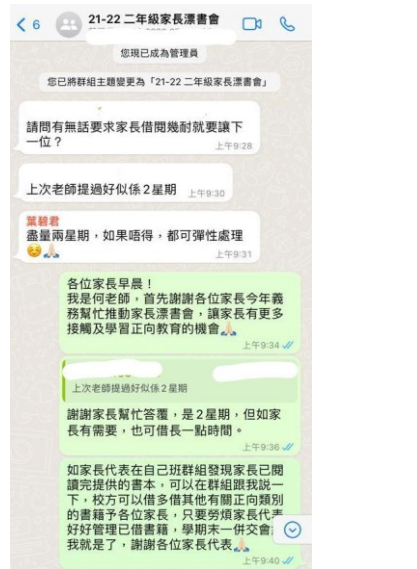 6
21-22 二年級家長漂書會
您現已成為管理員
您已將群組主題變更為「21-22 二年級家長漂書會」
請問有無話要求家長借閱幾耐就要讓下
一位？
上午9:28
上次老師提過好似係2星期
上午9:30
葉碧君
盡量兩星期，如果唔得，都可彈性處理
☺️🙏🏻
上午9:31
各位家長早晨！
我是何老師，首先謝謝各位家長今年義
務幫忙推動家長漂書會，讓家長有更多
接觸及學習正向教育的機會🙏🏻
上午9:34
上次老師提過好似係2星期
謝謝家長幫忙答覆，是2星期，但如家
長有需要，也可借長一點時間。
上午9:36
如家長代表在自己班群組發現家長已閱
讀完提供的書本，可以在群組跟我説一
下，校方可以借多借其他有關正向類別
的書籍予各位家長，只要勞煩家長代表
好好管理已借書籍，學期末一併交會
我就是了，謝謝各位家長代表🙏🏻
上午9:40